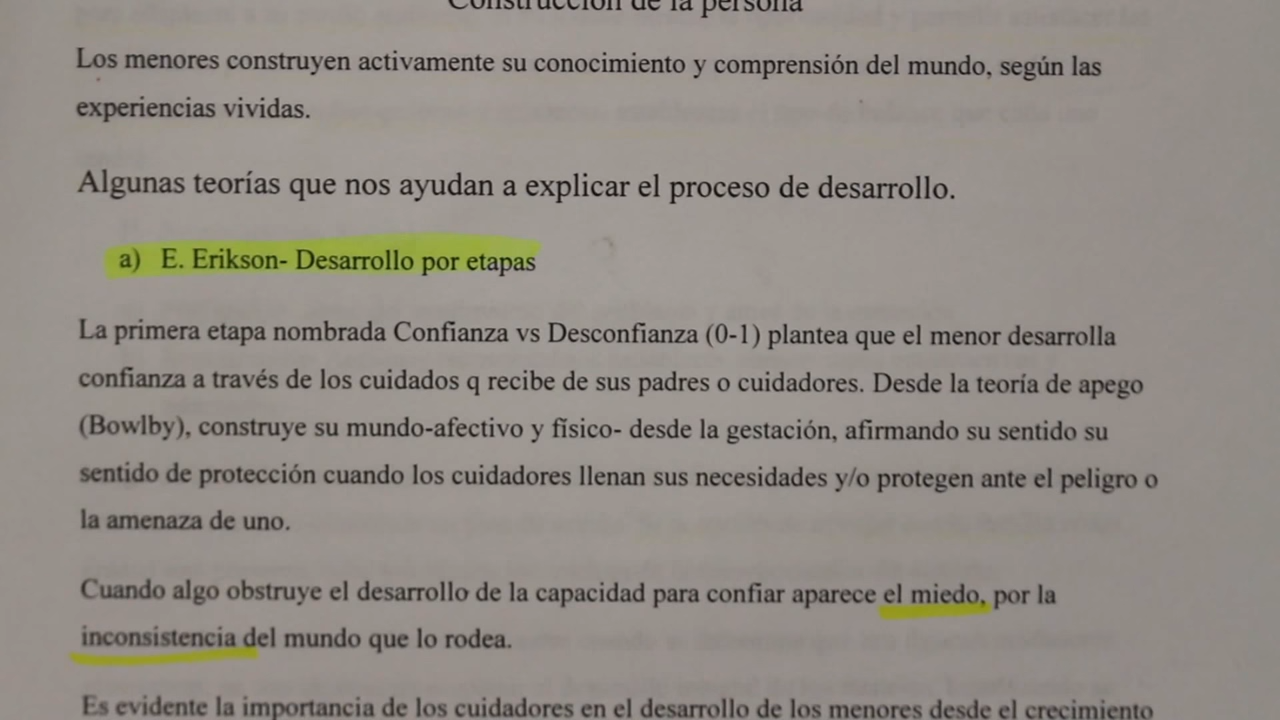 Construcción de la persona
Los menores construyen activamente su conocimiento y comprensión del mundo, según las
experiencias vividas.
Algunas teorías que nos ayudan a explicar el proceso de desarrollo.
a) E. Erikson- Desarrollo por etapas
La primera etapa nombrada Confianza vs Desconfianza (0-1) plantea que el menor desarrolla
confianza a través de los cuidados q recibe de sus padres o cuidadores. Desde la teoría de apego
(Bowlby), construye su mundo-afectivo y físico- desde la gestación, afirmando su sentido su
sentido de protección cuando los cuidadores llenan sus necesidades y/o protegen ante el peligro o
la amenaza de uno.
Cuando algo obstruye el desarrollo de la capacidad para confiar aparece el miedo, por la
inconsistencia del mundo que lo rodea.
Es evidente la importancia de los cuidadores en el desarrollo de los menores desde el crecimiento